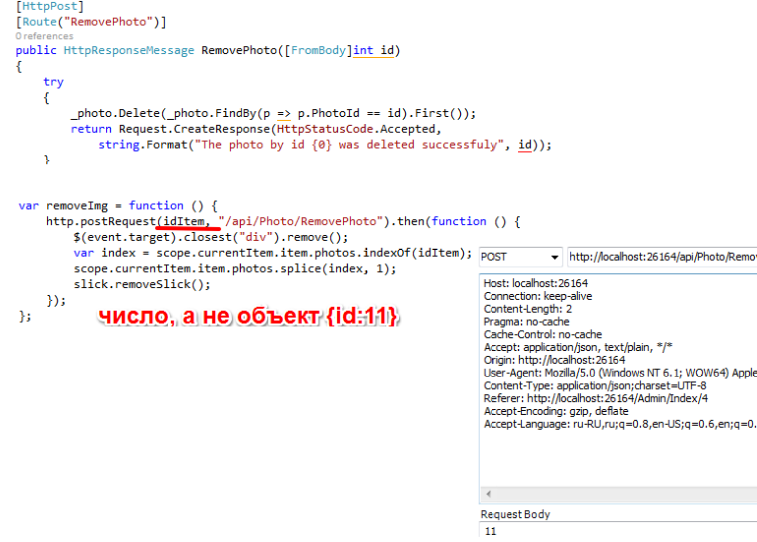 [HttpPost]
[Route("RemovePhoto")]
0 references
public HttpResponseMessage RemovePhoto([FromBody]int id)
{
try
{
_photo.Delete(_photo.FindBy(p => p.PhotoId == id).First());
return Request.CreateResponse(HttpStatusCode.Accepted,
string.Format("The photo by id {0} was deleted successfuly", id));
}
var removeImg = function () {
http.postRequest(idItem, "/api/Photo/RemovePhoto").then(function () {
$(event.target).closest("div").remove();
var index = scope.currentItem.item.photos.indexOf(idItem);
scope.currentItem.item.photos.splice(index, 1);
slick.removeSlick();
});
};
число, а не объект {id:11}
POST
http://localhost:26164/api/Photo/Remo
Host: localhost:26164
Connection: keep-alive
Content-Length: 2
Pragma: no-cache
Cache-Control: no-cache
Accept: application/json, text/plain, */*
Origin: http://localhost:26164
User-Agent: Mozilla/5.0 (Windows NT 6.1; WOW64) Apple
Content-Type: application/json;charset=UTF-8
Referer: http://localhost:26164/Admin/Index/4
Accept-Encoding: gzip, deflate
Accept-Language: ru-RU,ru;q=0.8,en-US;q=0.6,en;q=0.
Request Body
11